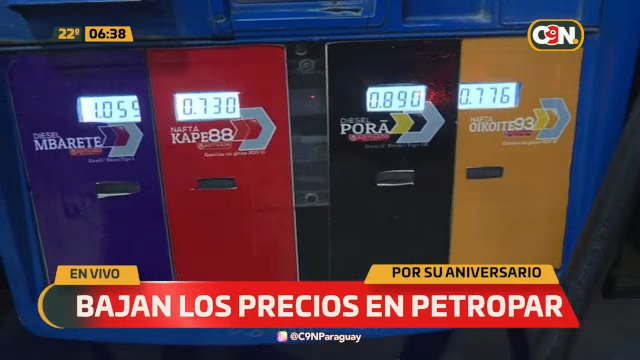 22º 06:38
C9N
1.059
DIESEL
MBARETE
0.730
NAFTA
KAPE88
0.890
DIESEL
PORÃ
0.776
NAFTA
OIKOITE93
EN VIVO
POR SU ANIVERSARIO
BAJAN LOS PRECIOS EN PETROPAR
@C9NParaguay